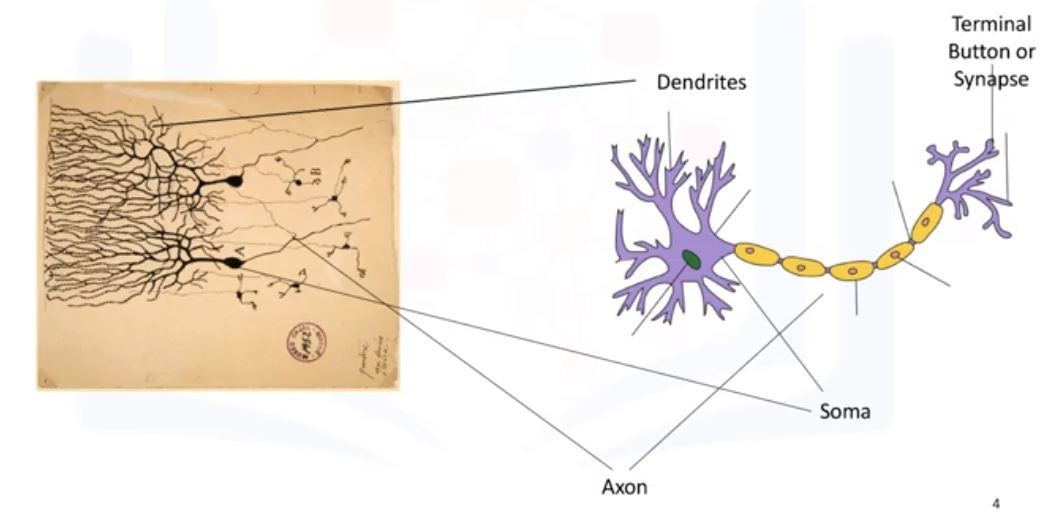 Terminal
Button or
Synapse
Dendrites
B
A
Soma
Axon
4